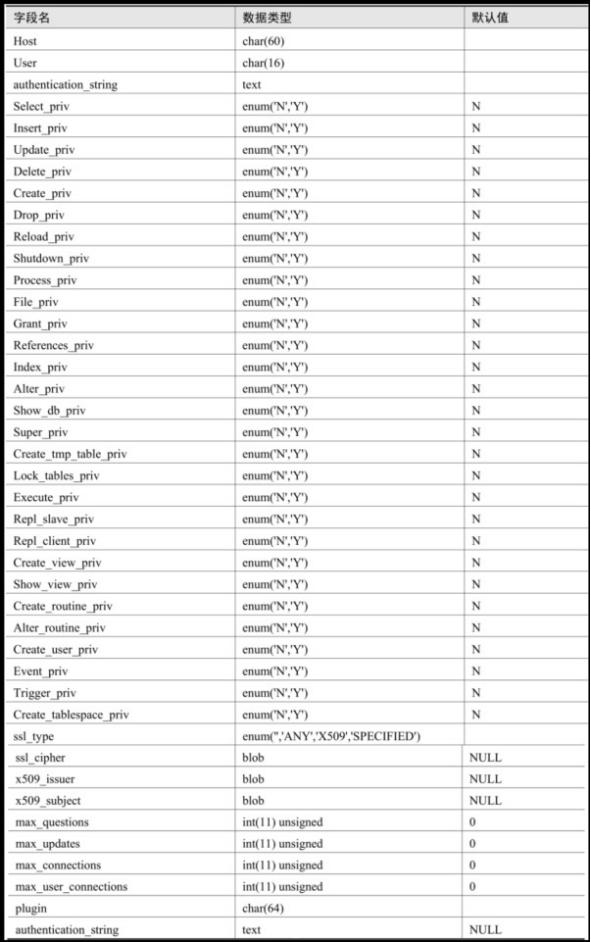 字段名 数据类型 默认值
Host char(60)
User char(16)
authentication_string text
Select_priv enum('N','Y') N
Insert_priv enum('N','Y') N
Update_priv enum('N','Y') N
Delete_priv enum('N','Y') N
Create_priv enum('N','Y') N
Drop_priv enum('N','Y') N
Reload_priv enum('N','Y') N
Shutdown_priv enum('N','Y') N
Process_priv enum('N','Y') N
File_priv enum('N','Y') N
Grant_priv enum('N','Y') N
References_priv enum('N','Y') N
Index_priv enum('N','Y') N
Alter_priv enum('N','Y') N
Show_db_priv enum('N','Y') N
Super_priv enum('N','Y') N
Create_tmp_table_priv enum('N','Y') N
Lock_tables_priv enum('N','Y') N
Execute_priv enum('N','Y') N
Repl_slave_priv enum('N','Y') N
Repl_client_priv enum('N','Y') N
Create_view_priv enum('N','Y') N
Show_view_priv enum('N','Y') N
Create_routine_priv enum('N','Y') N
Alter_routine_priv enum('N','Y') N
Create_user_priv enum('N','Y') N
Event_priv enum('N','Y') N
Trigger_priv enum('N','Y') N
Create_tablespace_priv enum('N','Y') N
ssl_type enum('','ANY','X509','SPECIFIED')
ssl_cipher blob NULL
x509_issuer blob NULL
x509_subject blob NULL
max_questions int(11) unsigned 0
max_updates int(11) unsigned 0
max_connections int(11) unsigned 0
max_user_connections int(11) unsigned 0
plugin char(64)
authentication_string text NULL